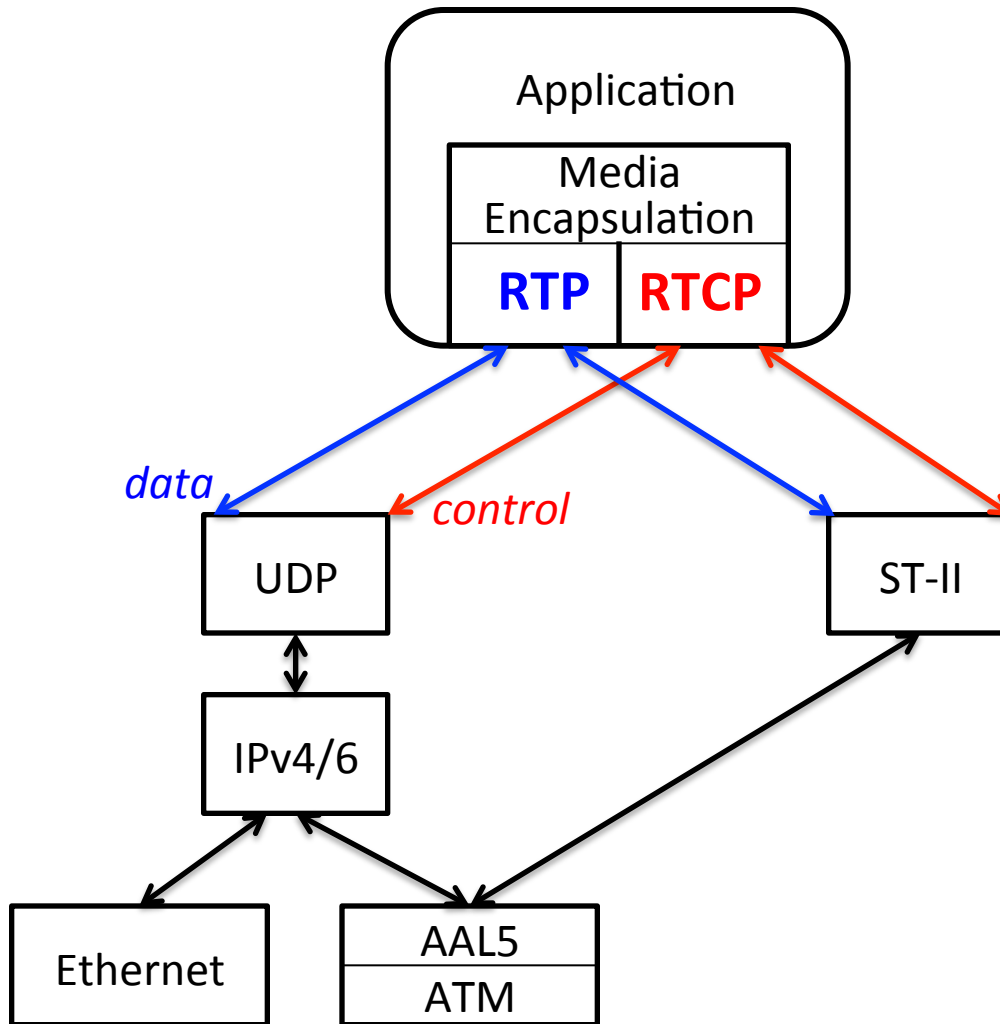 Application
Media
Encapsulation
RTP
RTCP
data
control
UDP
ST-II
IPv4/6
Ethernet
AAL5
ATM